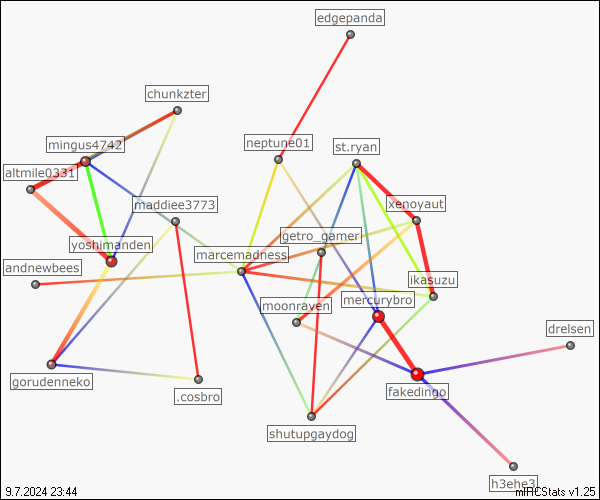 edgepanda
chunkzter
mingus4742
neptune01
st.ryan
altmile0331
maddiee3773
xenoyaut
yoshimanden
getro_gamer
marcemadness
andnewbees
ikasuzu
mercurybro
moonraven
drelsen
gorudenneko
.cosbro
fakedingo
shutupgaydog
h3ehe3
9.7.2024 23:44
mIRCStats v1.25